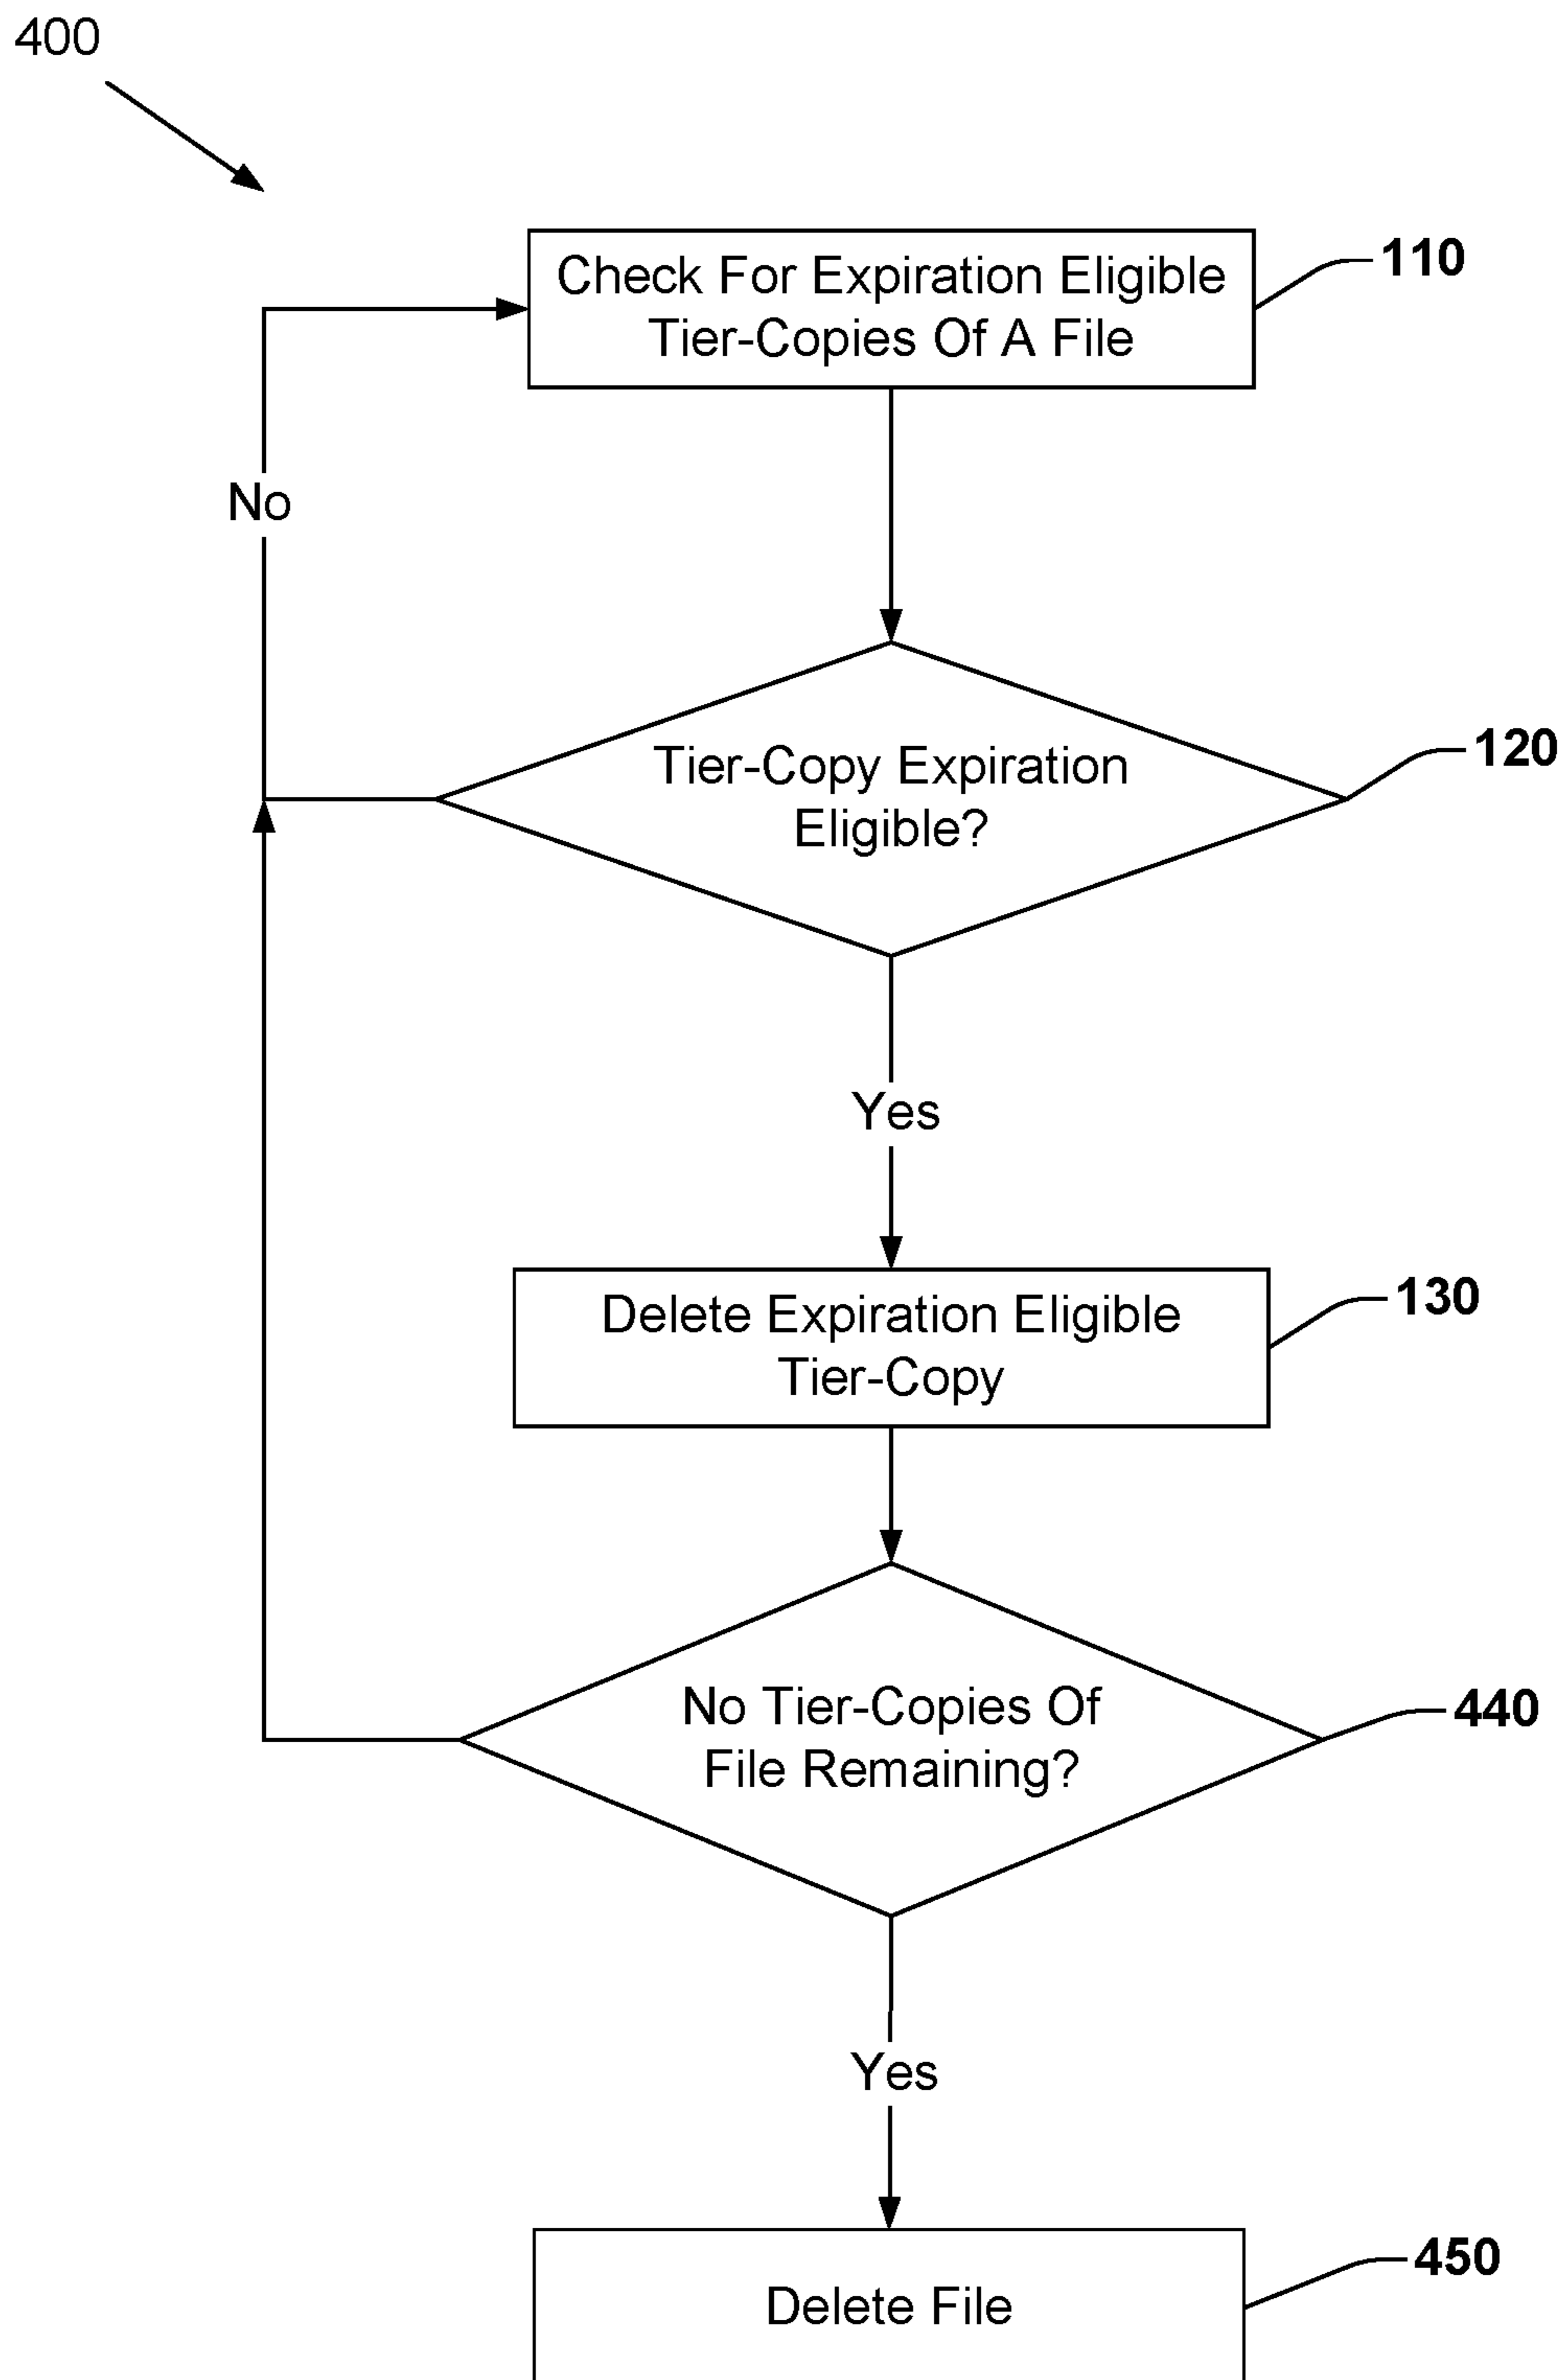 400
Check For Expiration Eligible
Tier-Copies Of A File
110
No
Tier-Copy Expiration
Eligible?
120
Yes
Delete Expiration Eligible
Tier-Copy
130
No Tier-Copies Of
File Remaining?
440
Yes
Delete File
450